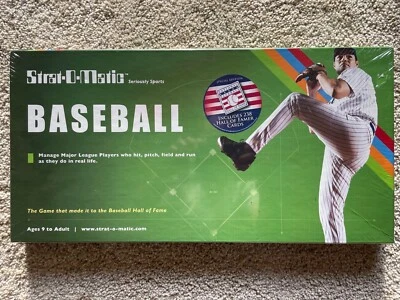 Strat-O-Matic™
Seriously Sports
BASEBALL
Manage Major League Players who hit, pitch, field and run
as they do in real life.
INCLUDES 238
HALL OF FAMER
CARDS
The Game that made it to the Baseball Hall of Fame
Ages 9 to Adult | www.strat-o-matic.com